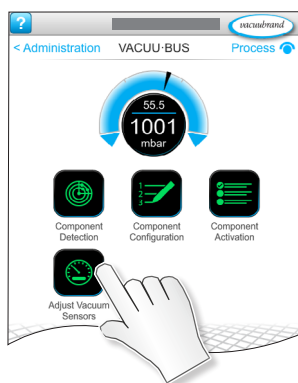 ?
vacuubrand
< Administration VACUU·BUS Process
55.5
1001
mbar
1
2
3
Component
Detection
Component
Configuration
Component
Activation
Adjust Vacuum
Sensors